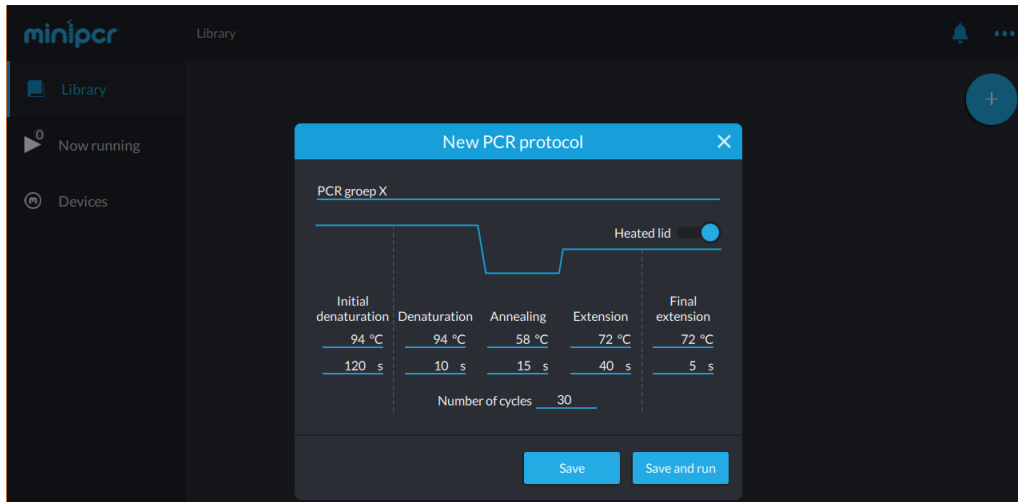 minipcr
Library
Library
0
Now running
m
Devices
+
New PCR protocol
PCR groep X
Heated lid
Initial denaturation
Denaturation
Annealing
Extension
Final extension
94 °C
94 °C
58 °C
72 °C
72 °C
120 s
10 s
15 s
40 s
5 s
Number of cycles 30
Save
Save and run